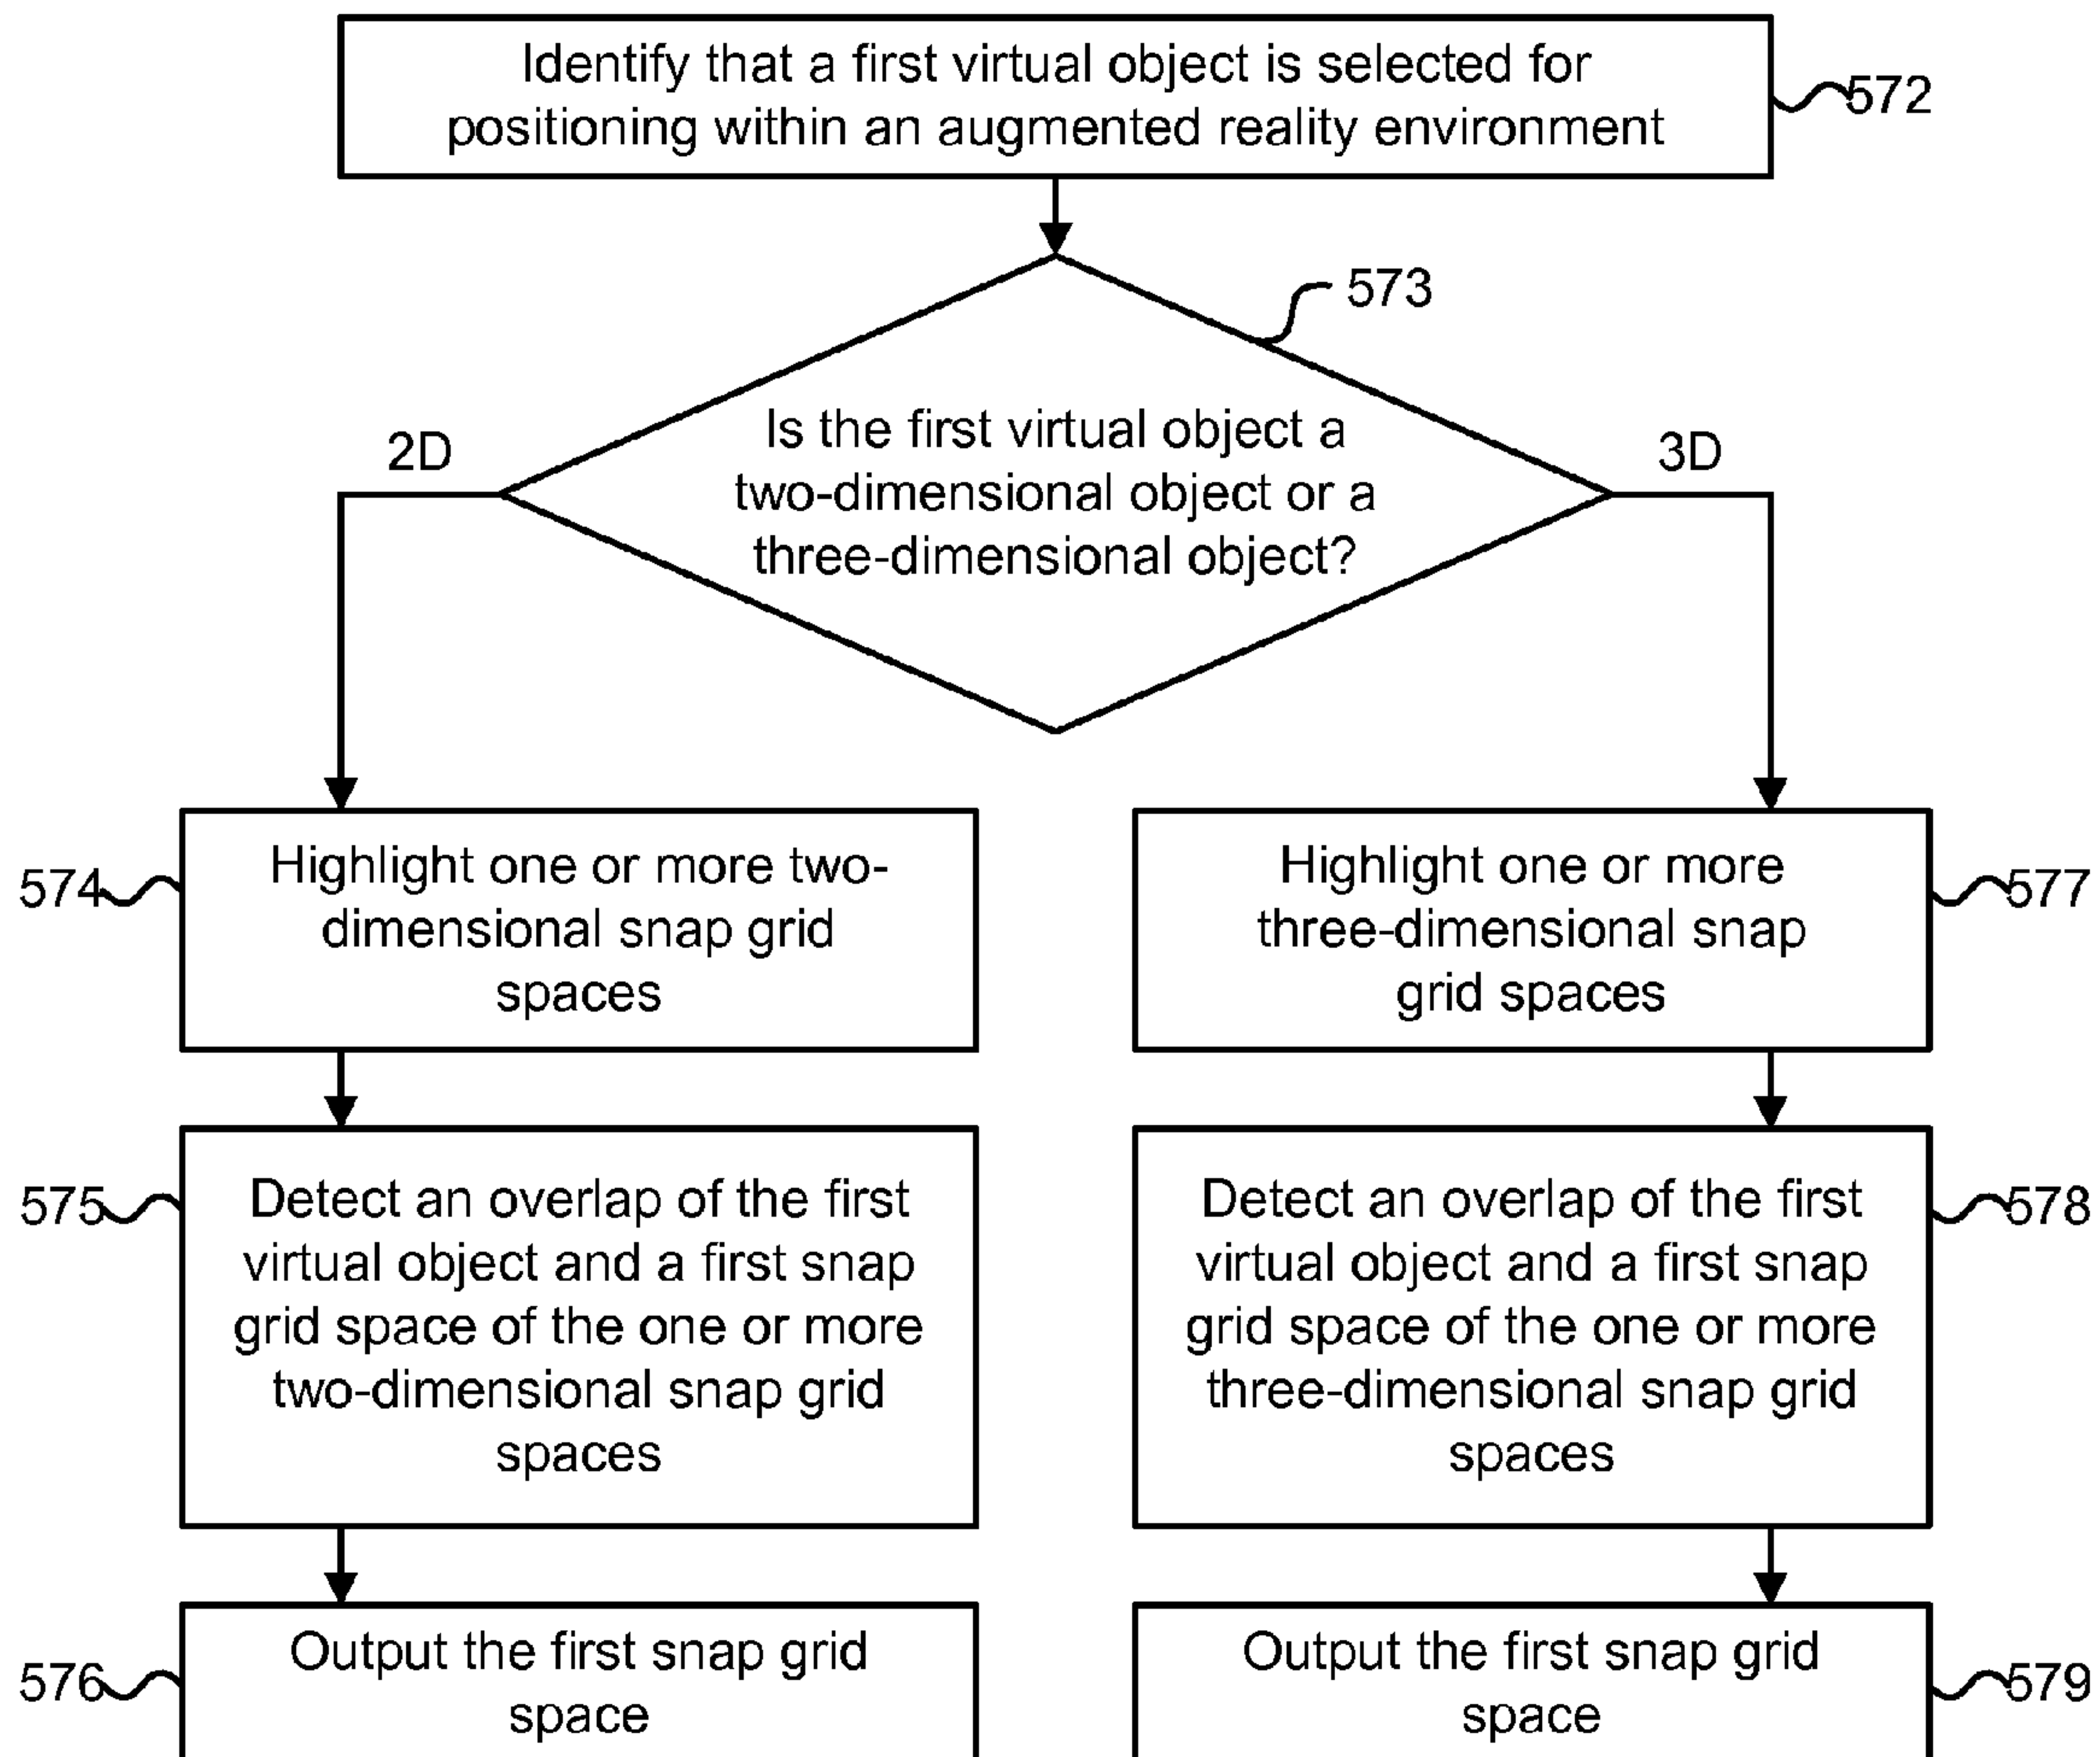 Identify that a first virtual object is selected for
positioning within an augmented reality environment
572
573
Is the first virtual object a
two-dimensional object or a
three-dimensional object?
2D
3D
574
Highlight one or more two-
dimensional snap grid
spaces
Highlight one or more
three-dimensional snap
grid spaces
577
575
Detect an overlap of the first
virtual object and a first snap
grid space of the one or more
two-dimensional snap grid
spaces
Detect an overlap of the first
virtual object and a first snap
grid space of the one or more
three-dimensional snap grid
spaces
578
576
Output the first snap grid
space
Output the first snap grid
space
579